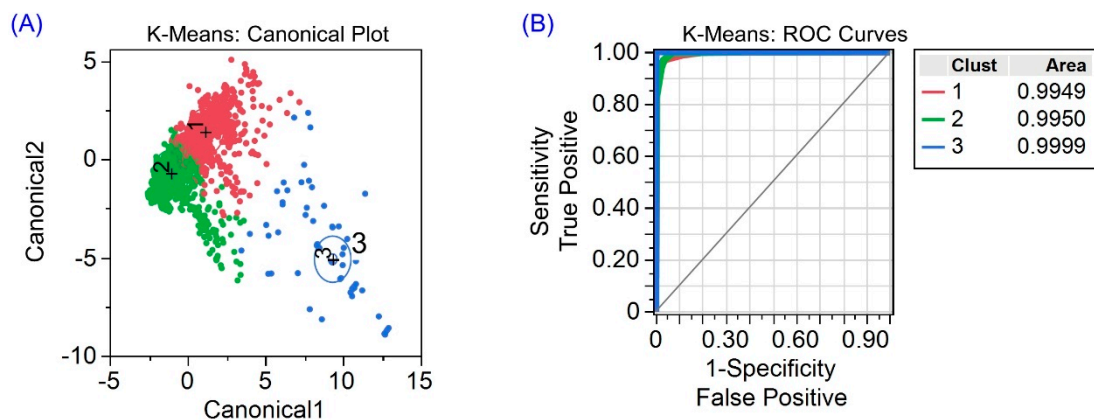 (A)
K-Means: Canonical Plot
Canonical2
5
0
-5
-10
1
2
3
3
-5
0
5
10
15
Canonical1
(B)
K-Means: ROC Curves
Sensitivity
True Positive
1.00
0.80
0.60
0.40
0.20
0
0
0.30
0.60
0.90
1-Specificity
False Positive
Clust Area
1 0.9949
2 0.9950
3 0.9999